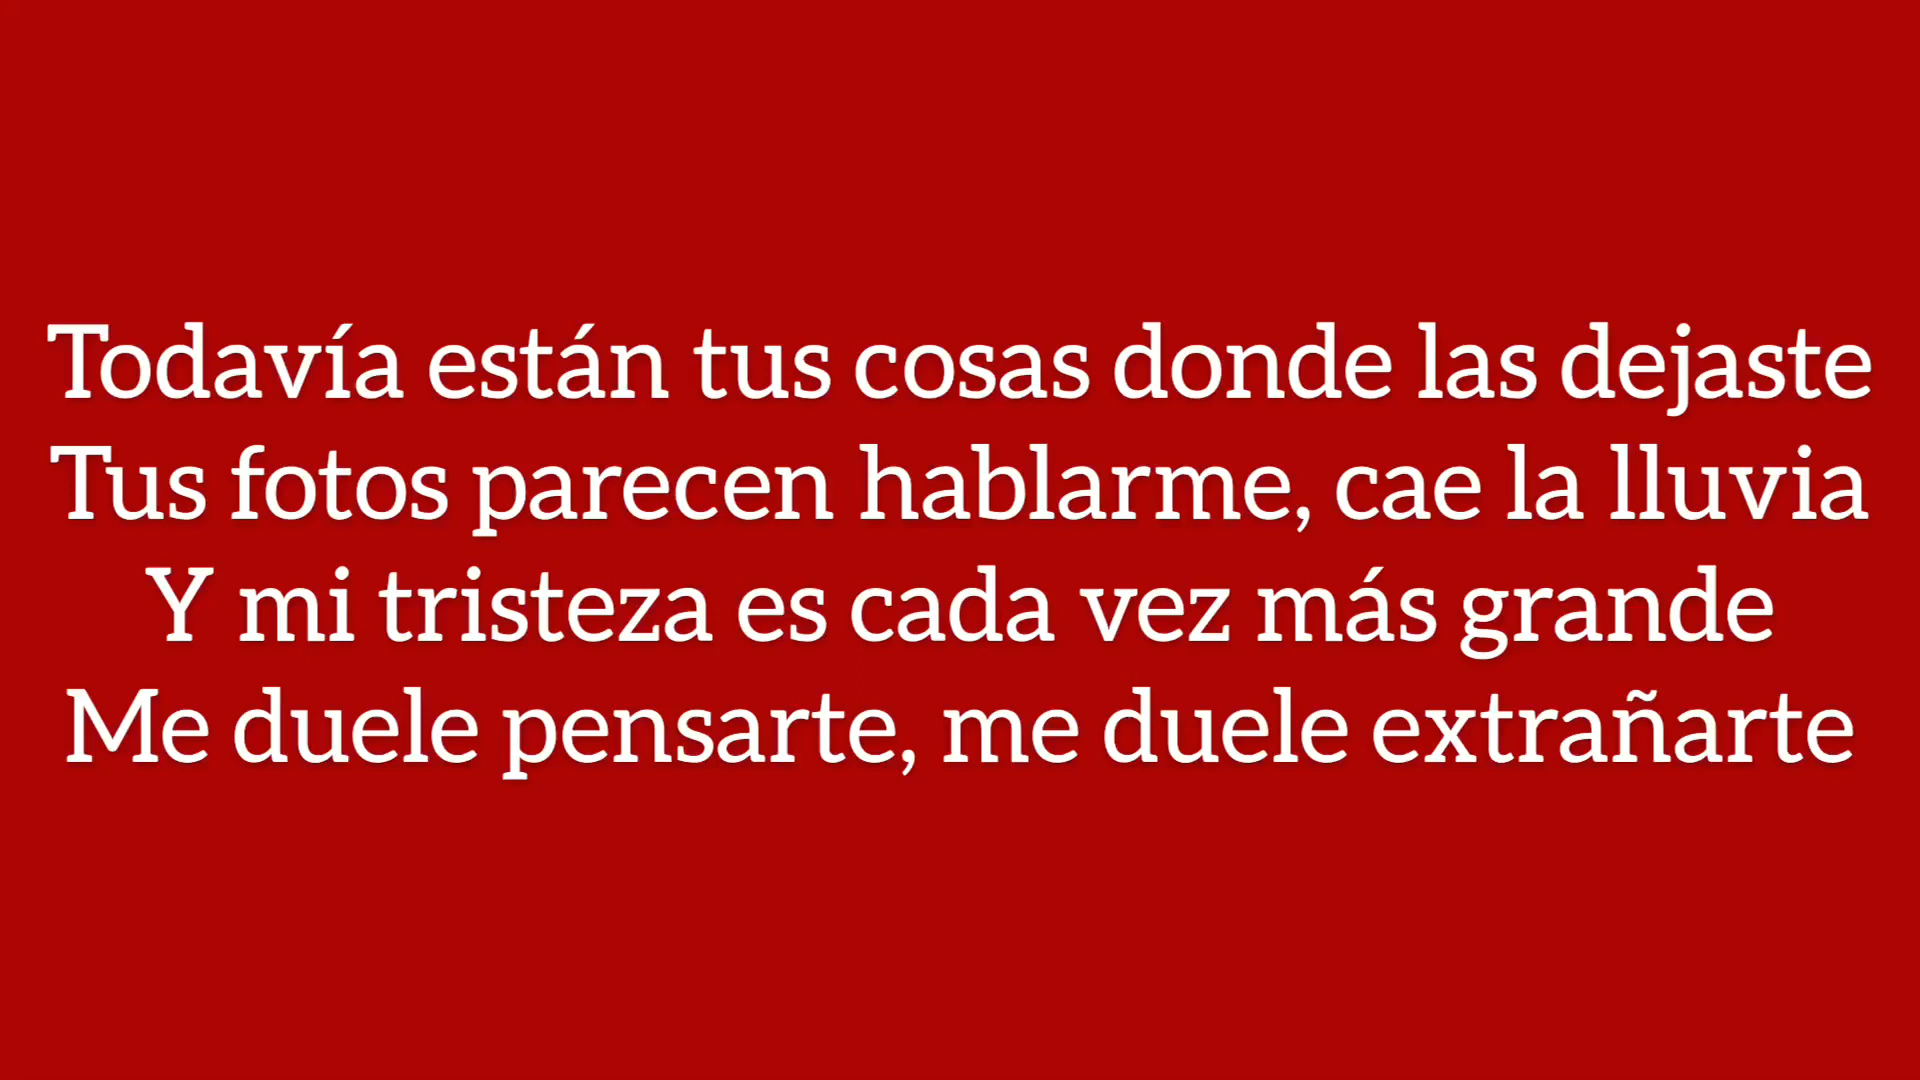 Todavía están tus cosas donde las dejaste
Tus fotos parecen hablarme, cae la lluvia
Y mi tristeza es cada vez más grande
Me duele pensarte, me duele extrañarte